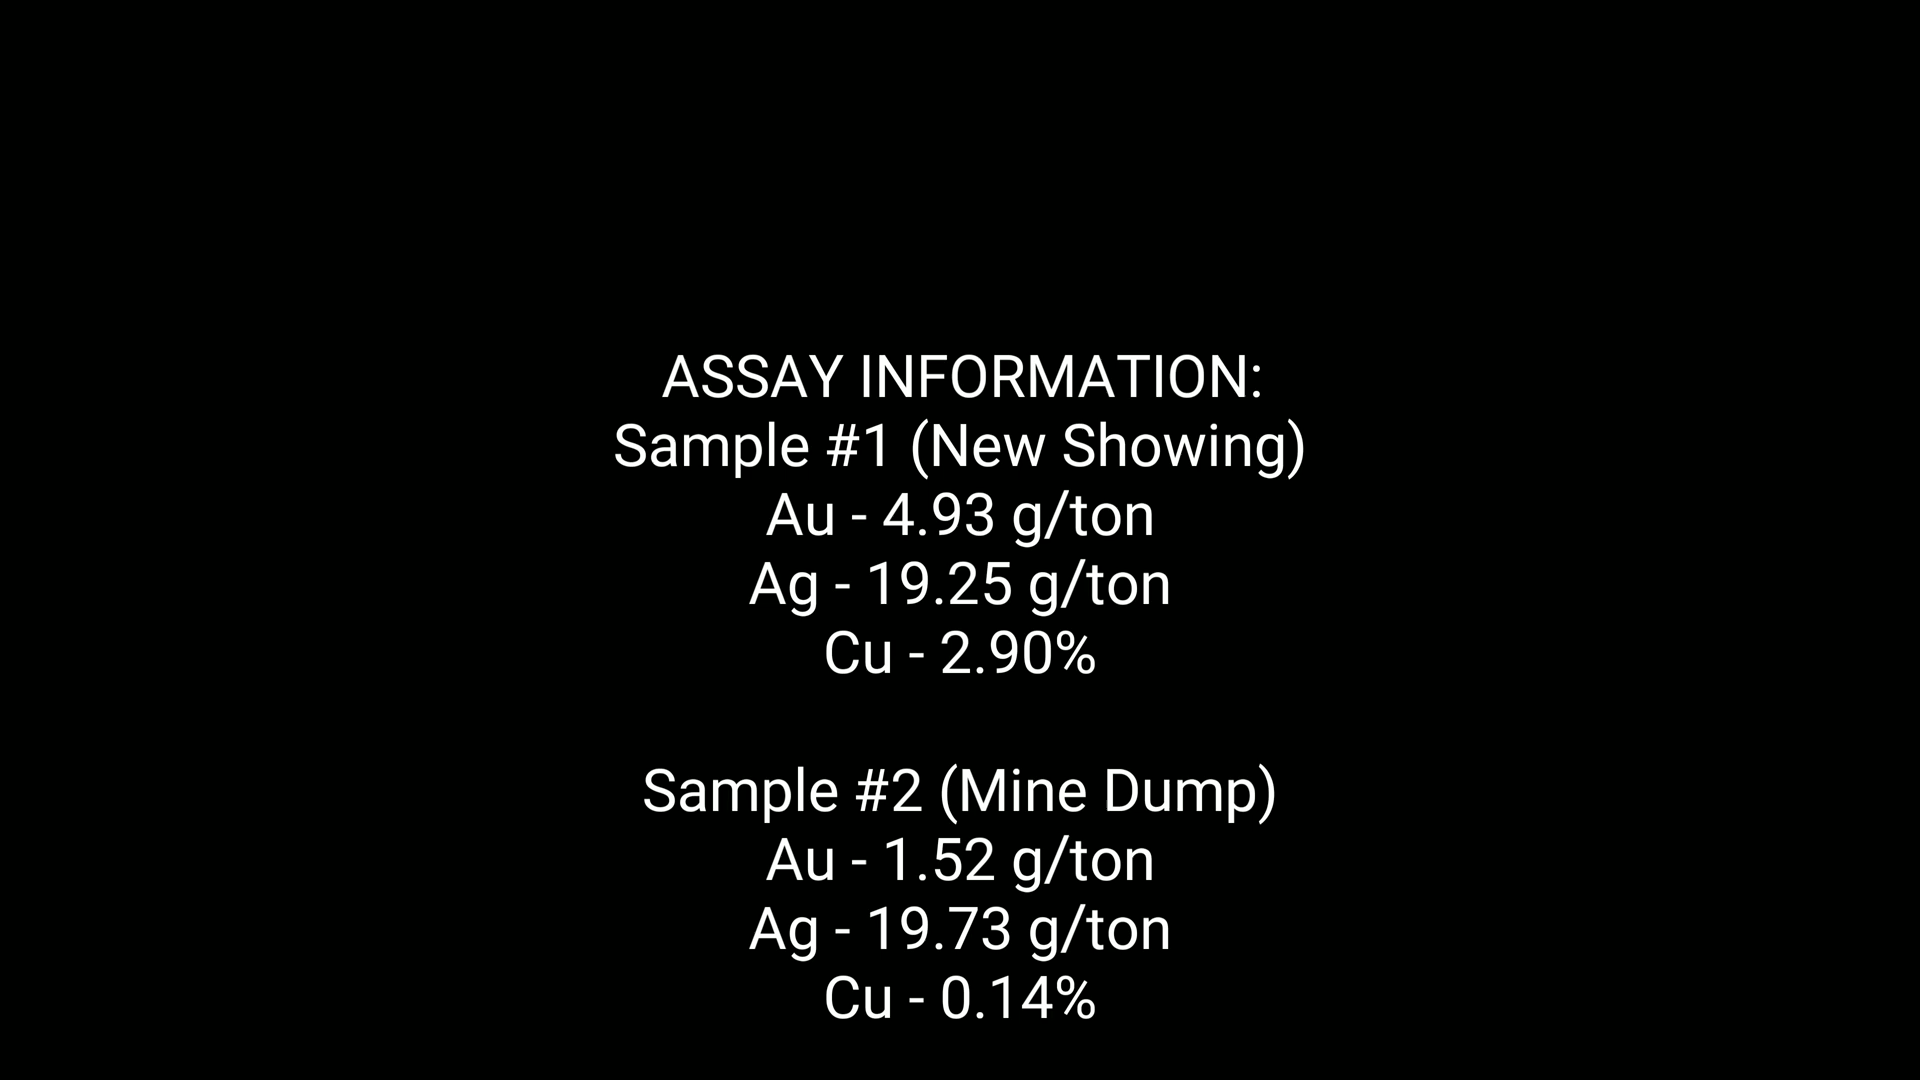 ASSAY INFORMATION:
Sample #1 (New Showing)
Au - 4.93 g/ton
Ag - 19.25 g/ton
Cu - 2.90%
Sample #2 (Mine Dump)
Au - 1.52 g/ton
Ag - 19.73 g/ton
Cu - 0.14%